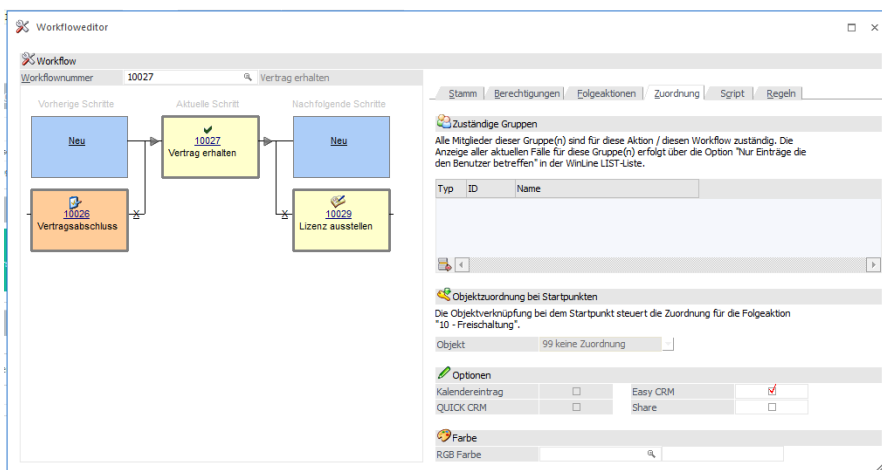 Workfloweditor
Workflow
Workflownummer 10027 Vertrag erhalten
Vorherige Schritte Aktuelle Schritt Nachfolgende Schritte
Neu
10027
Vertrag erhalten
Neu
10026
Vertragsabschluss
X
X
10029
Lizenz ausstellen
Stamm Berechtigungen Folgeaktionen Zuordnung Script Regeln
Zuständige Gruppen
Alle Mitglieder dieser Gruppe(n) sind für diese Aktion / diesen Workflow zuständig. Die
Anzeige aller aktuellen Fälle für diese Gruppe(n) erfolgt über die Option "Nur Einträge die
den Benutzer betreffen" in der WinLine LIST-Liste.
Typ ID Name
Objektzuordnung bei Startpunkten
Die Objektverknüpfung bei dem Startpunkt steuert die Zuordnung für die Folgeaktion
"10 - Freischaltung".
Objekt 99 keine Zuordnung
Optionen
Kalendereintrag Easy CRM
QUICK CRM Share
Farbe
RGB Farbe